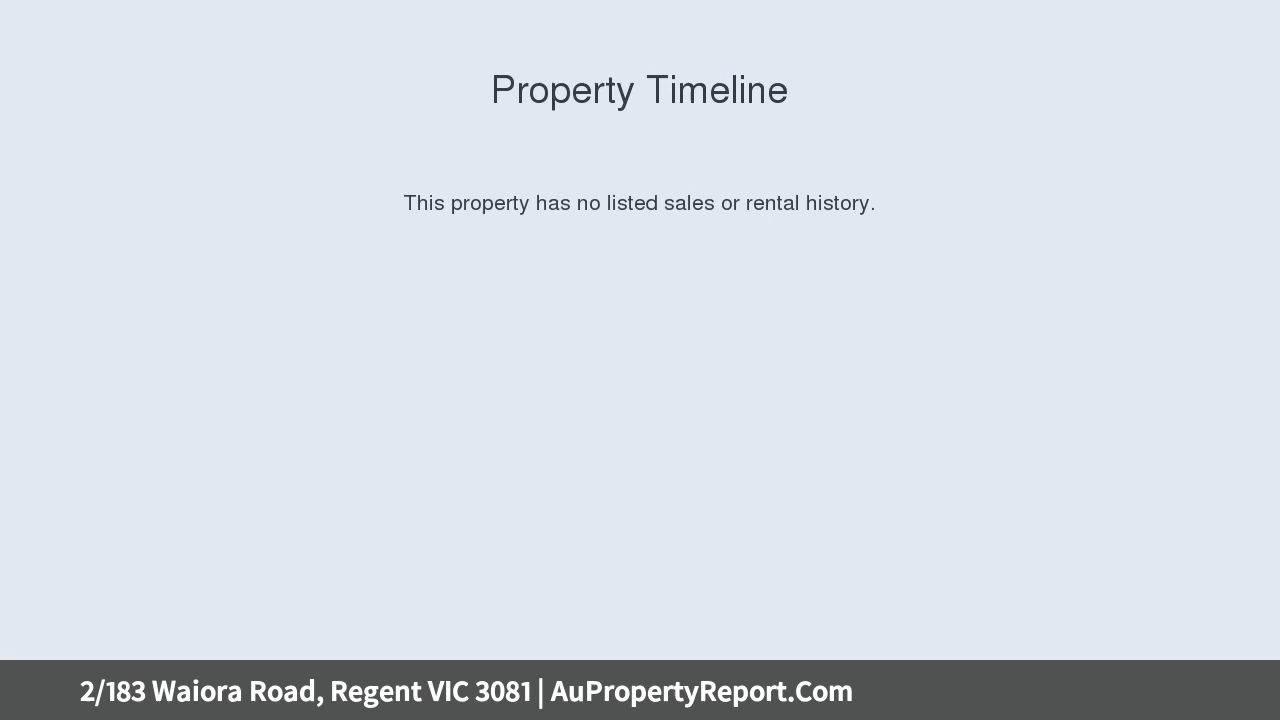 Property Timeline
This property has no listed sales or rental history.
2/183 Waiora Road, Regent VIC 3081 | AuPropertyReport.Com